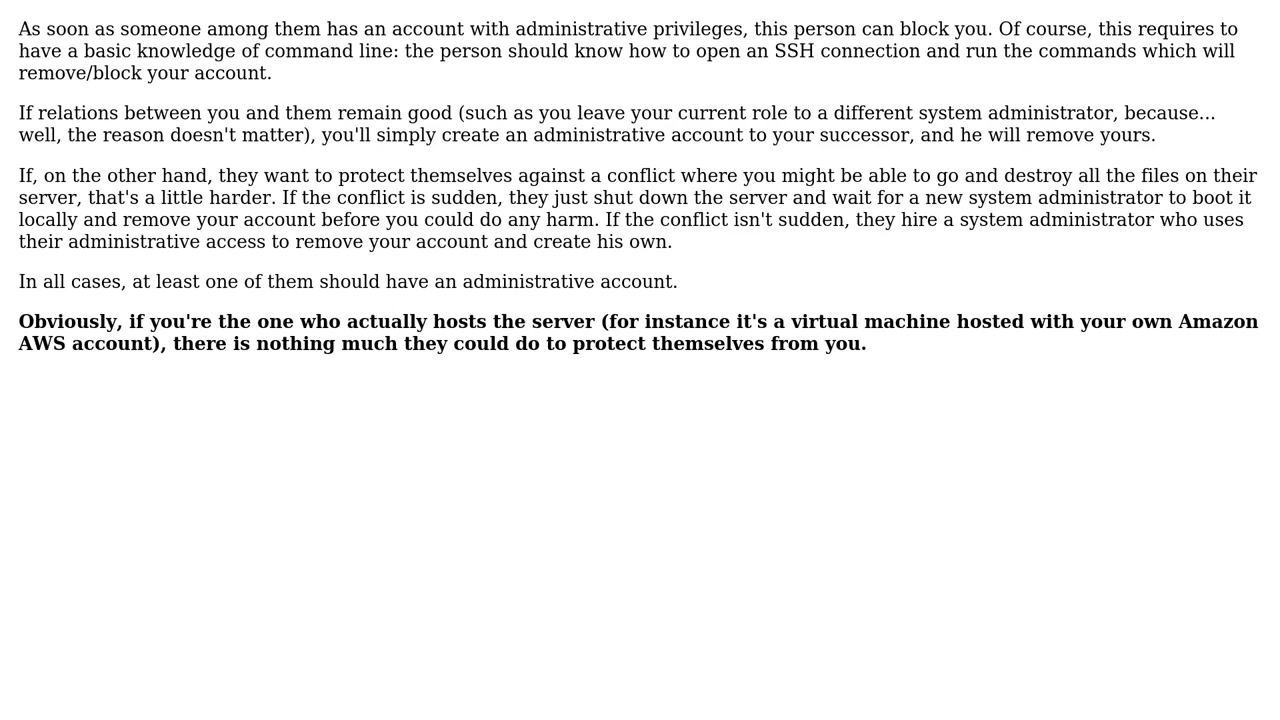 As soon as someone among them has an account with administrative privileges, this person can block you. Of course, this requires to
have a basic knowledge of command line: the person should know how to open an SSH connection and run the commands which will
remove/block your account.
If relations between you and them remain good (such as you leave your current role to a different system administrator, because...
well, the reason doesn't matter), you'll simply create an administrative account to your successor, and he will remove yours.
If, on the other hand, they want to protect themselves against a conflict where you might be able to go and destroy all the files on their
server, that's a little harder. If the conflict is sudden, they just shut down the server and wait for a new system administrator to boot it
locally and remove your account before you could do any harm. If the conflict isn't sudden, they hire a system administrator who uses
their administrative access to remove your account and create his own.
In all cases, at least one of them should have an administrative account.
Obviously, if you're the one who actually hosts the server (for instance it's a virtual machine hosted with your own Amazon
AWS account), there is nothing much they could do to protect themselves from you.